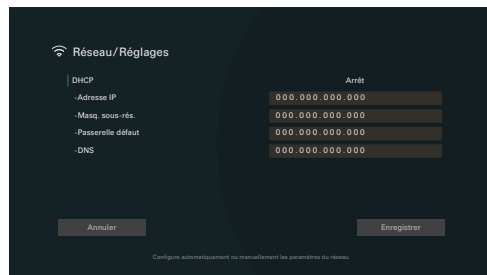 Réseau/Réglages
DHCP Arrêt
-Adresse IP 000.000.000.000
-Masq. sous-rés. 000.000.000.000
-Passerelle défaut 000.000.000.000
-DNS 000.000.000.000
Annuler Enregistrer
Configure automatiquement ou manuellement les paramètres du réseau.